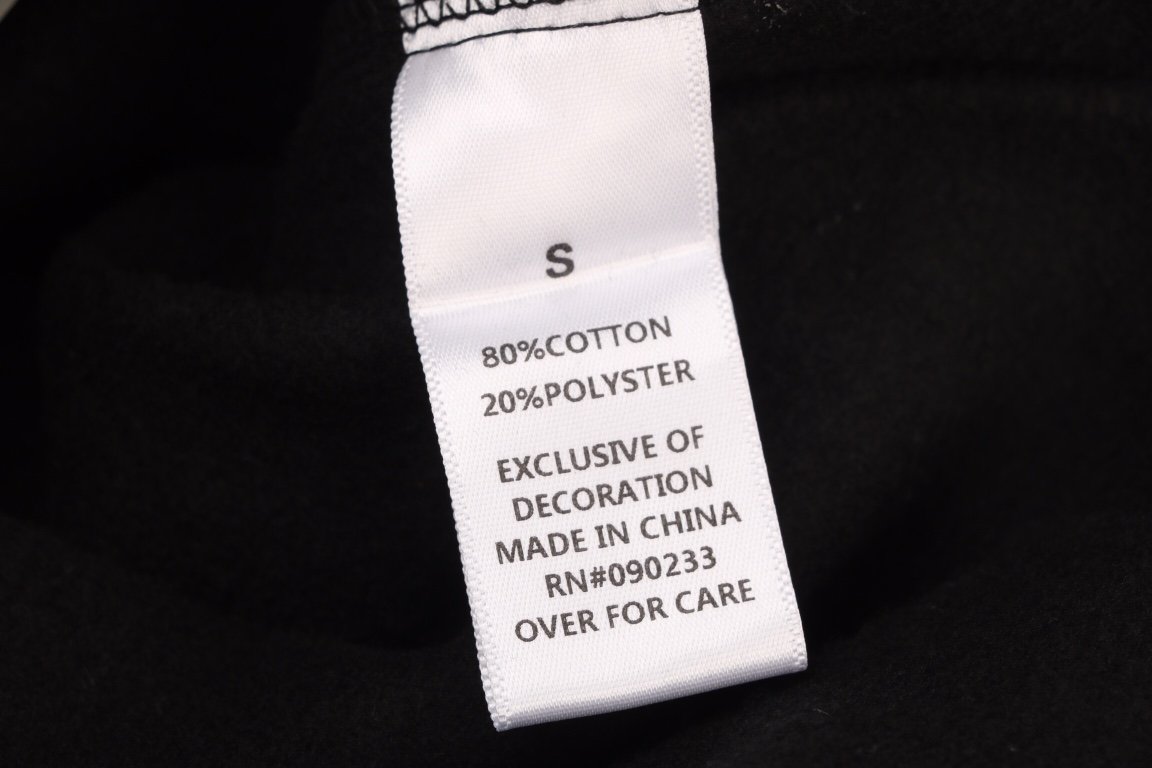 S
80%COTTON
20%POLYSTER
EXCLUSIVE OF
DECORATION
MADE IN CHINA
RN#090233
OVER FOR CARE